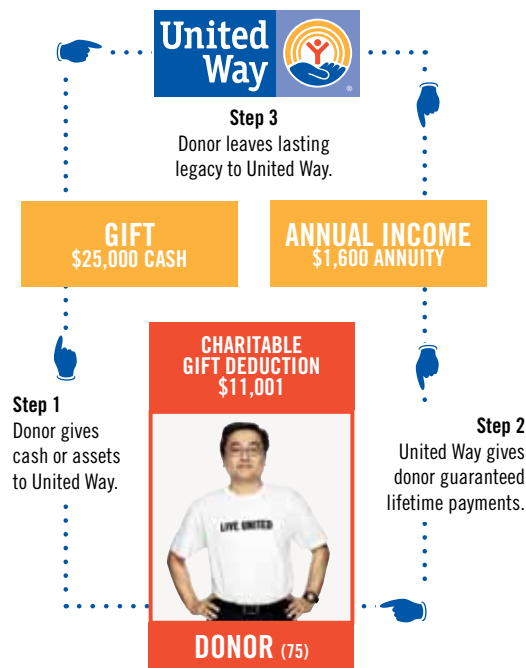 United
Way
®
Step 3
Donor leaves lasting
legacy to United Way.
GIFT
$25,000 CASH
ANNUAL INCOME
$1,600 ANNUITY
CHARITABLE
GIFT DEDUCTION
$11,001
Step 1
Donor gives
cash or assets
to United Way.
Step 2
United Way gives
donor guaranteed
lifetime payments.
LIVE UNITED
DONOR (75)